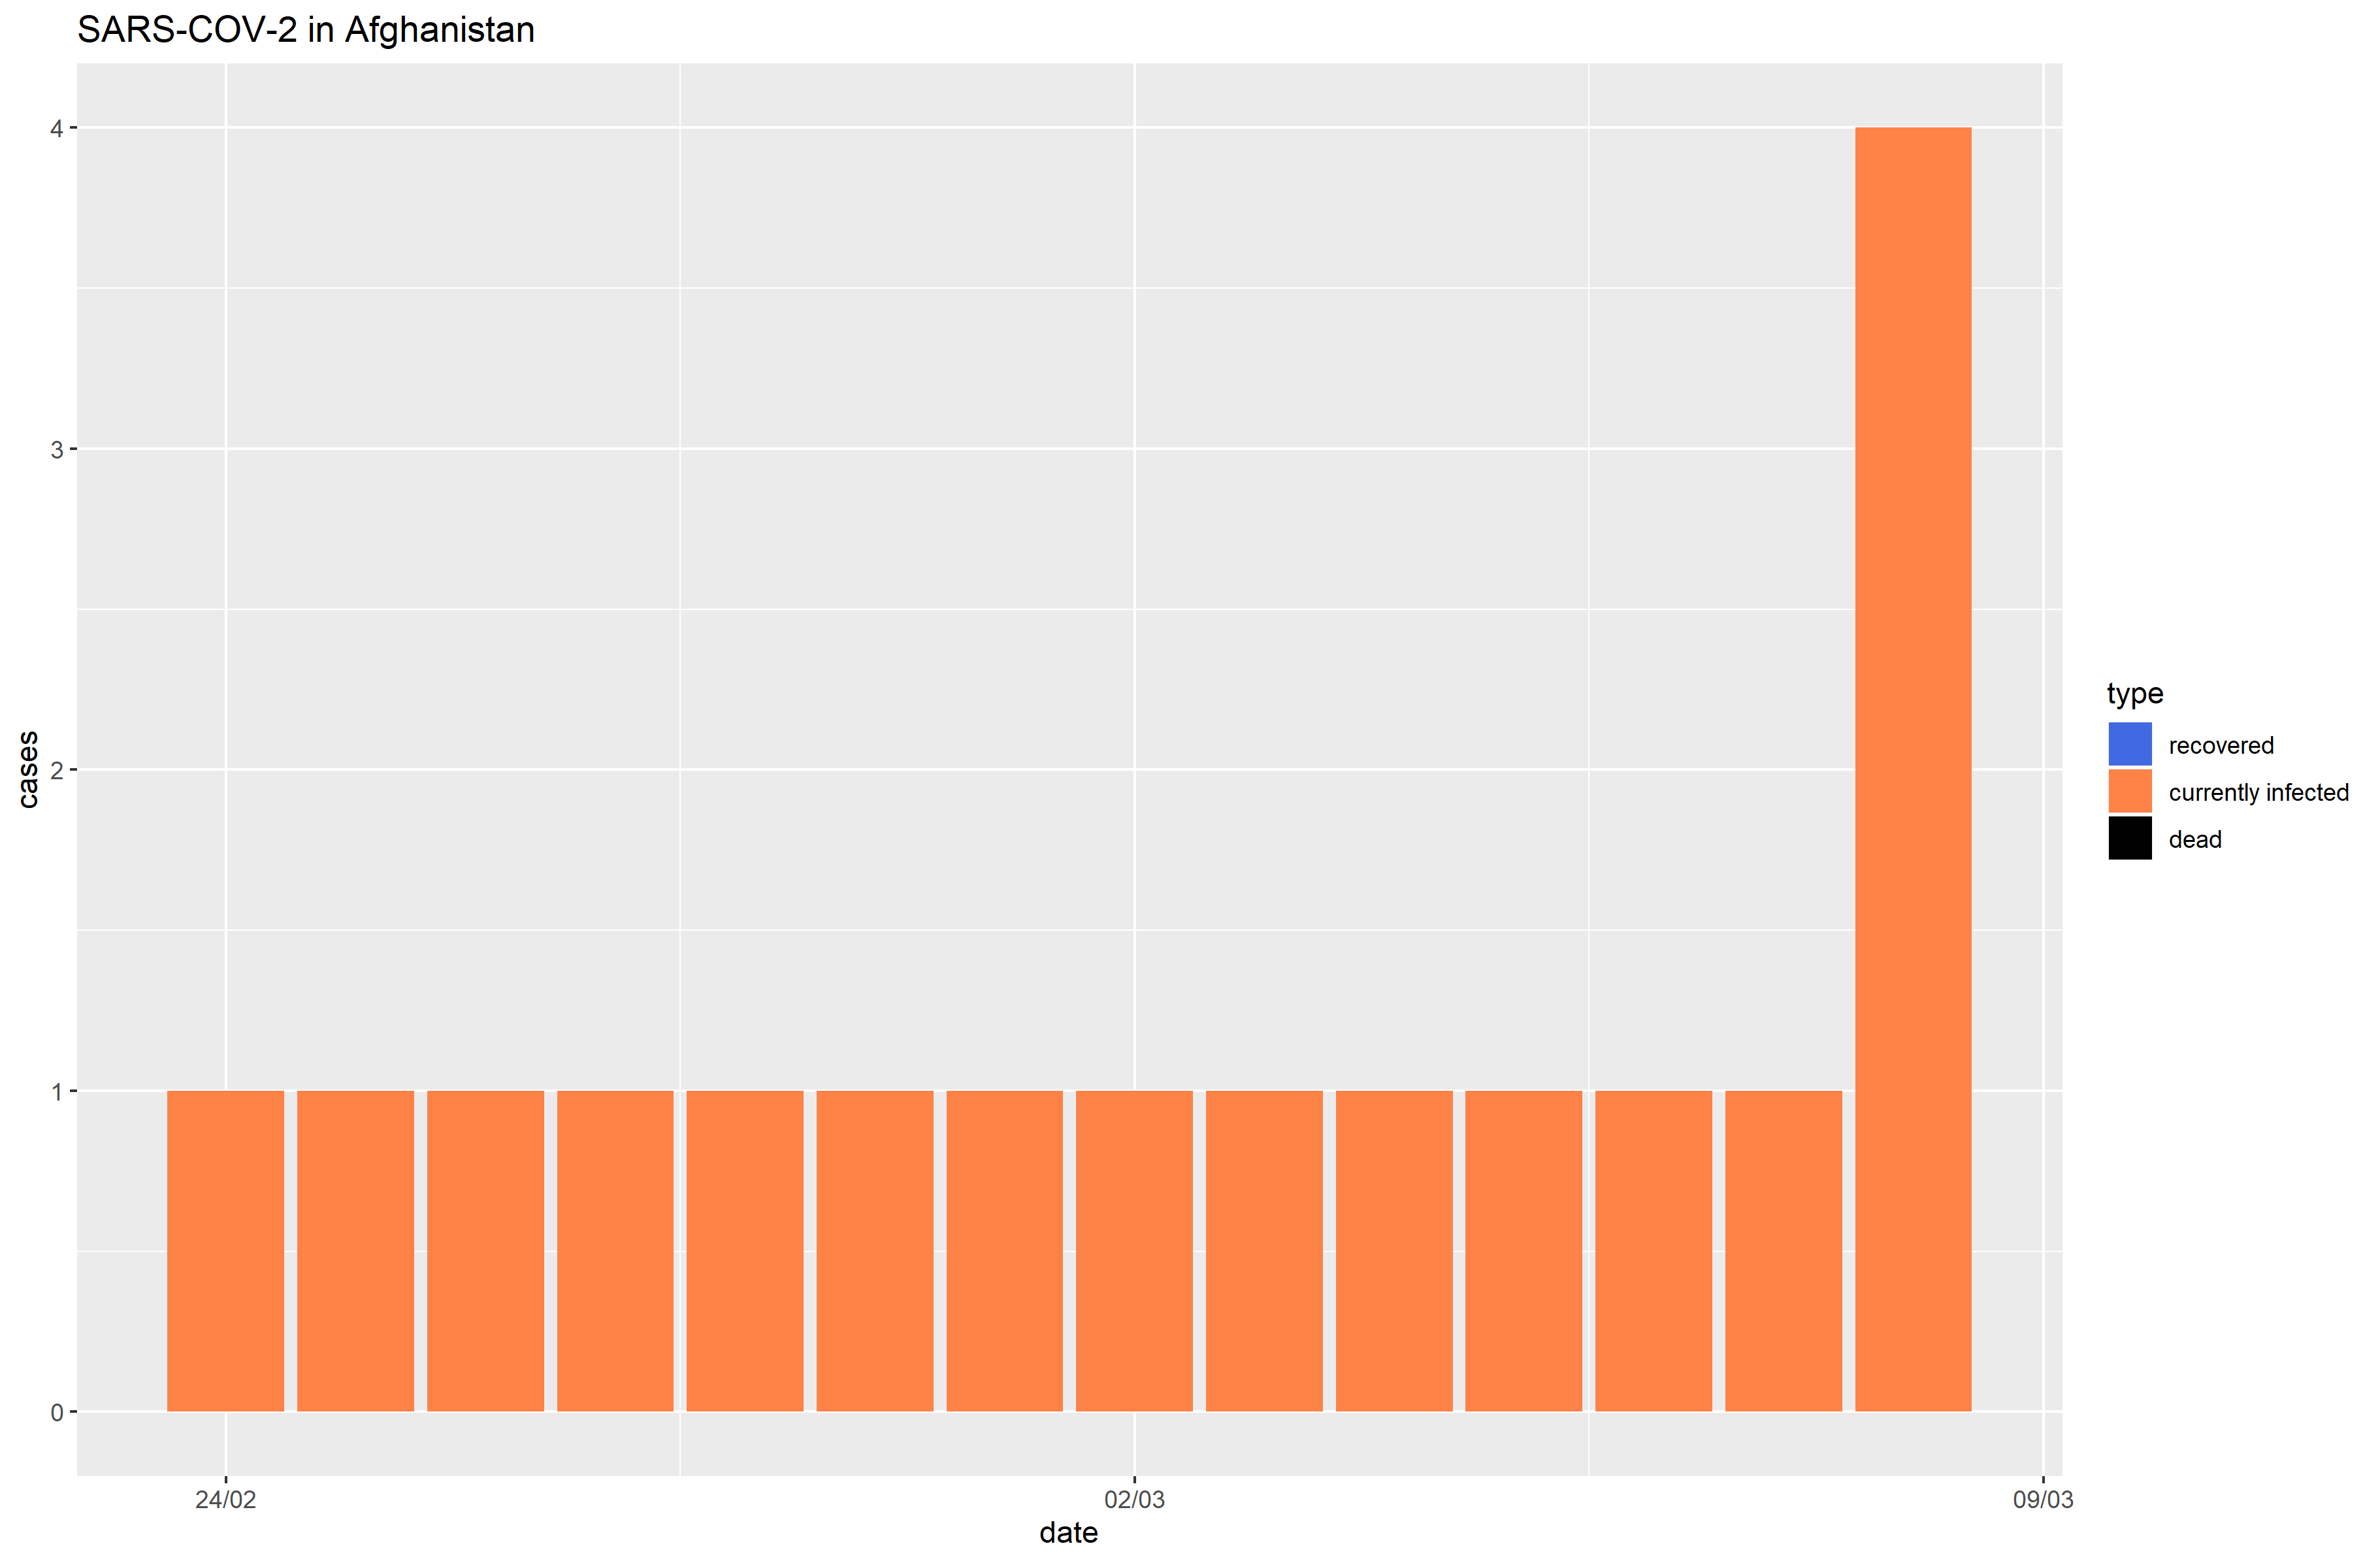 SARS-COV-2 in Afghanistan
4
3
2
1
0
cases
24/02
02/03
09/03
date
type
recovered
currently infected
dead